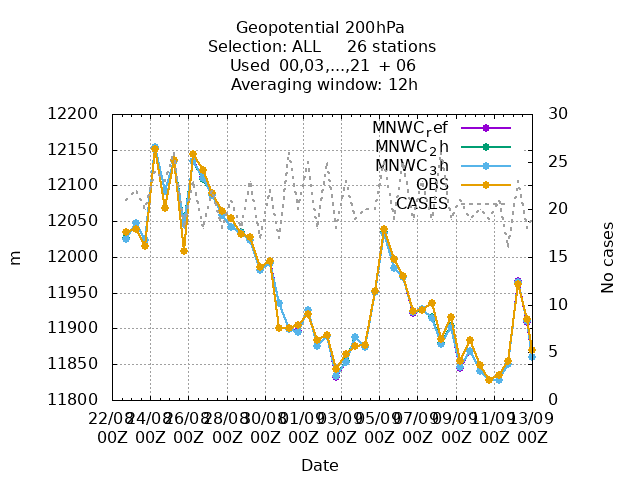 Geopotential 200hPa
Selection: ALL 26 stations
Used 00,03,...,21 + 06
Averaging window: 12h
12200
12150
12100
12050
12000
11950
11900
11850
11800
m
30
25
20
15
10
5
0
No cases
MNWCref
MNWC2h
MNWC3h
OBS
CASES
22/08 24/08 26/08 28/08 30/08 01/09 03/09 05/09 07/09 09/09 11/09 13/09
00Z 00Z 00Z 00Z 00Z 00Z 00Z 00Z 00Z 00Z 00Z 00Z
Date